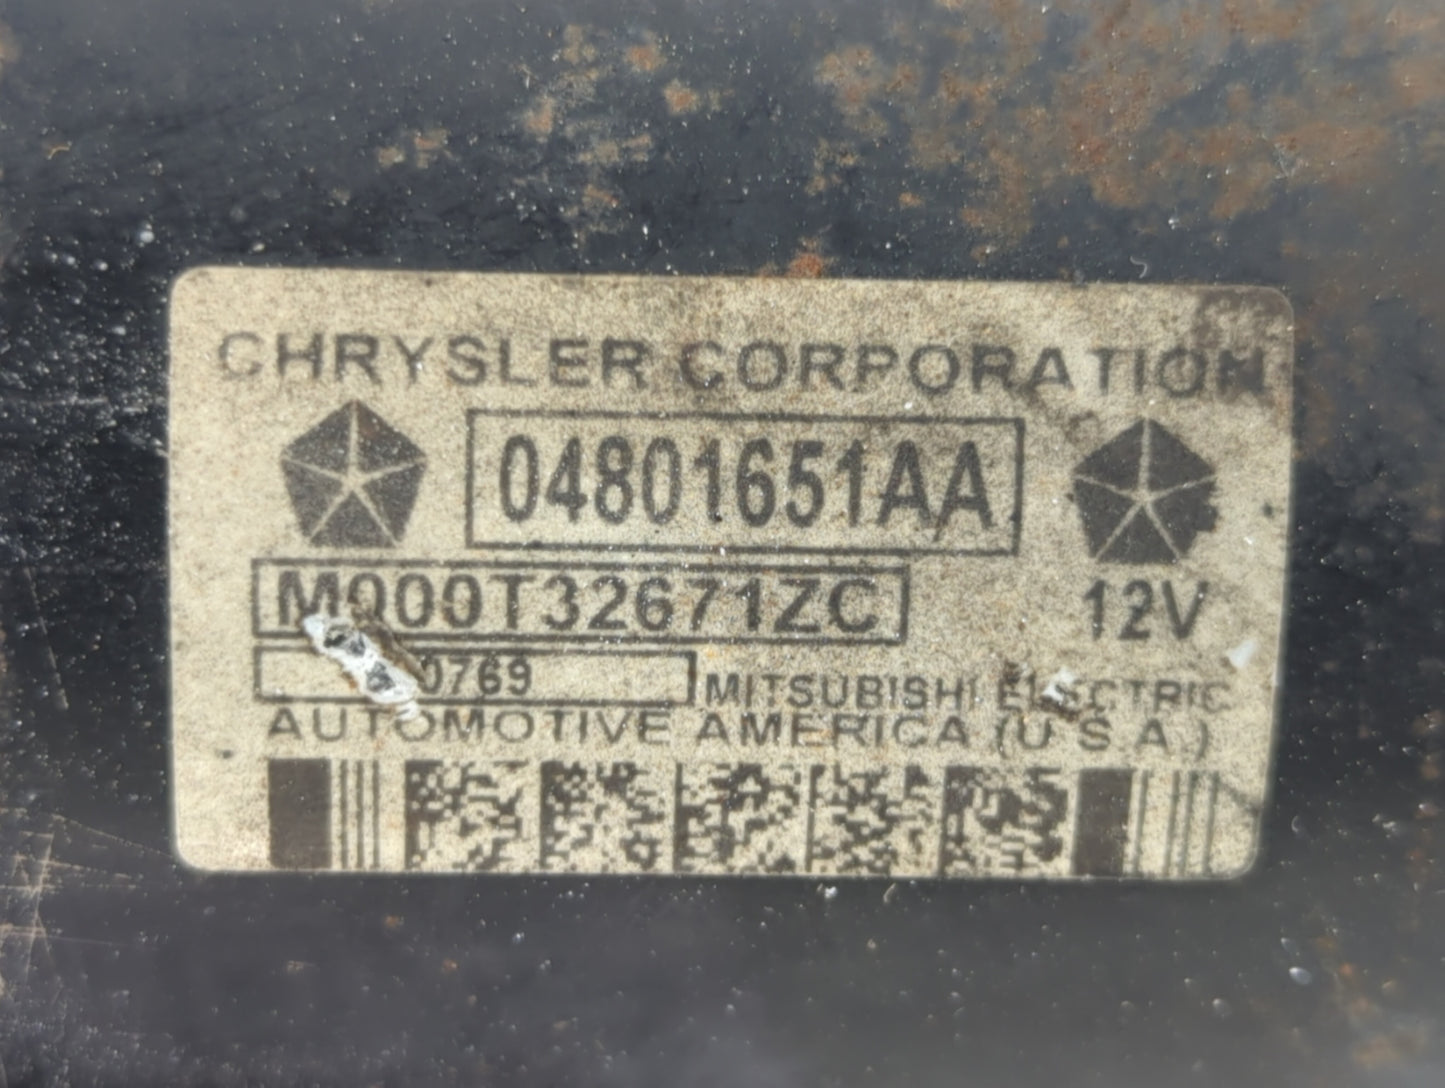 CHRYSLER CORPORATION
04801651AA
M000T32671ZC 12V
0769 MITSUBISHI ELECTRIC
AUTOMOTIVE AMERICA (U.S.A.)